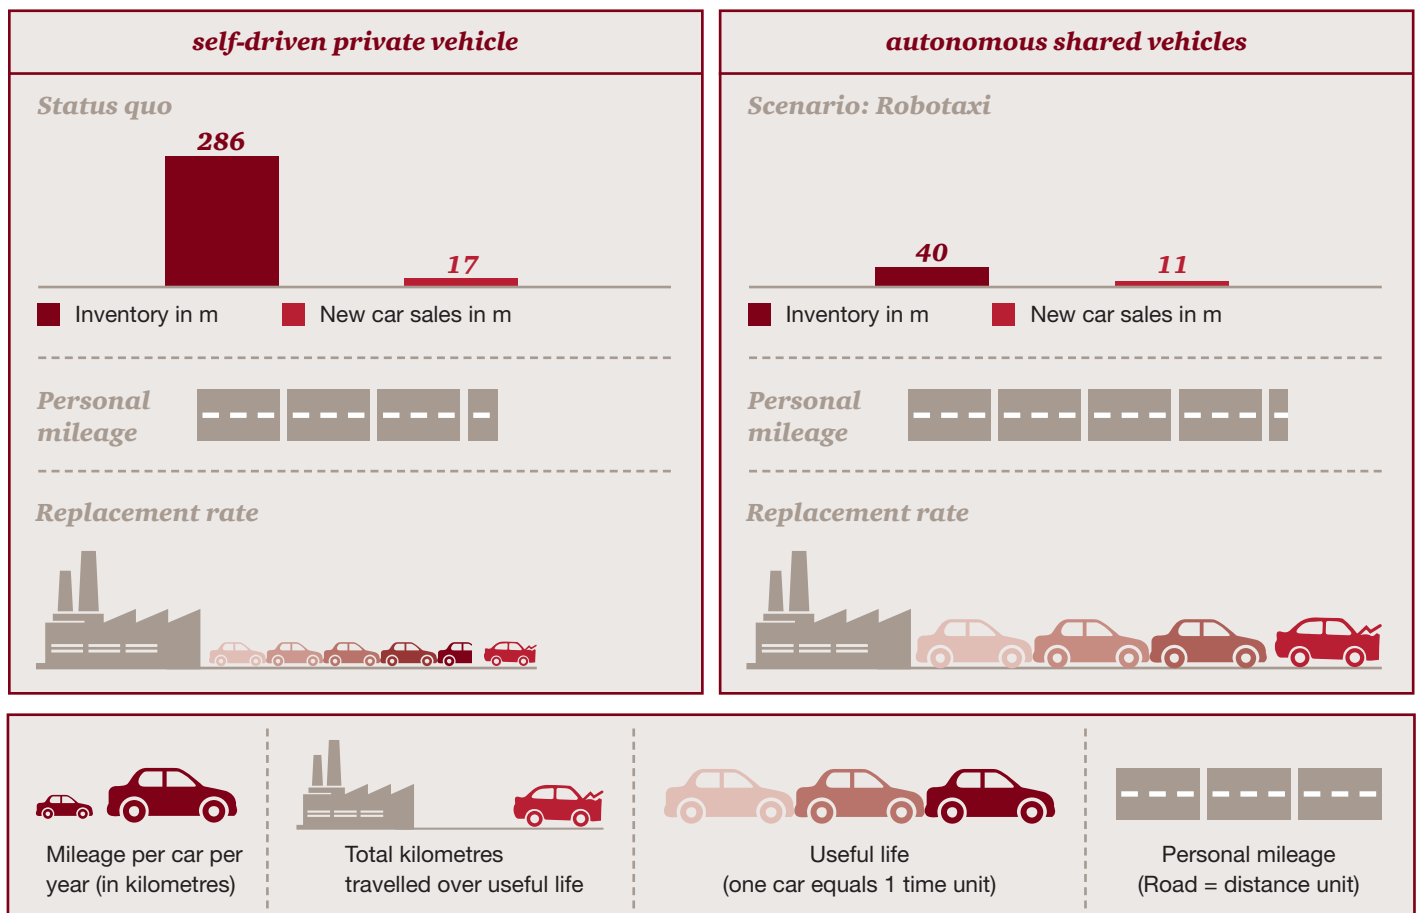 self-driven private vehicle
Status quo
286
17
Inventory in m
New car sales in m
Personal
mileage
Replacement rate
autonomous shared vehicles
Scenario: Robotaxi
40
11
Inventory in m
New car sales in m
Personal
mileage
Replacement rate
Mileage per car per
year (in kilometres)
Total kilometres
travelled over useful life
Useful life
(one car equals 1 time unit)
Personal mileage
(Road = distance unit)